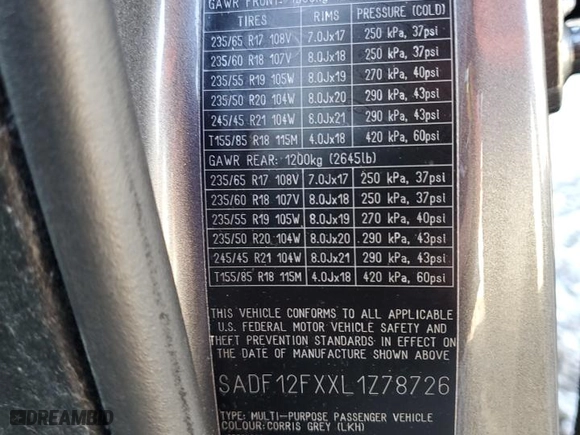 GAWR FRONT:
TIRES RIMS PRESSURE (COLD)
235/65 R17 108V 7.0Jx17 250 kPa, 37psi
235/60 R18 107V 8.0Jx18 250 kPa, 37psi
235/55 R19 105W 8.0Jx19 270 kPa, 40psi
235/50 R20 104W 8.0Jx20 290 kPa, 43psi
245/45 R21 104W 8.0Jx21 290 kPa, 43psi
T155/85 R18 115M 4.0Jx18 420 kPa, 60psi
GAWR REAR: 1200kg (2645lb)
235/65 R17 108V 7.0Jx17 250 kPa, 37psi
235/60 R18 107V 8.0Jx18 250 kPa, 37psi
235/55 R19 105W 8.0Jx19 270 kPa, 40psi
235/50 R20 104W 8.0Jx20 290 kPa, 43psi
245/45 R21 104W 8.0Jx21 290 kPa, 43psi
T155/85 R18 115M 4.0Jx18 420 kPa, 60psi
THIS VEHICLE CONFORMS TO ALL APPLICABLE
U.S. FEDERAL MOTOR VEHICLE SAFETY AND
THEFT PREVENTION STANDARDS IN EFFECT ON
THE DATE OF MANUFACTURE SHOWN ABOVE
SADF12FXXL1Z78726
TYPE: MULTI-PURPOSE PASSENGER VEHICLE
COLOUR:CORRIS GREY (LKH)
DREAMBID